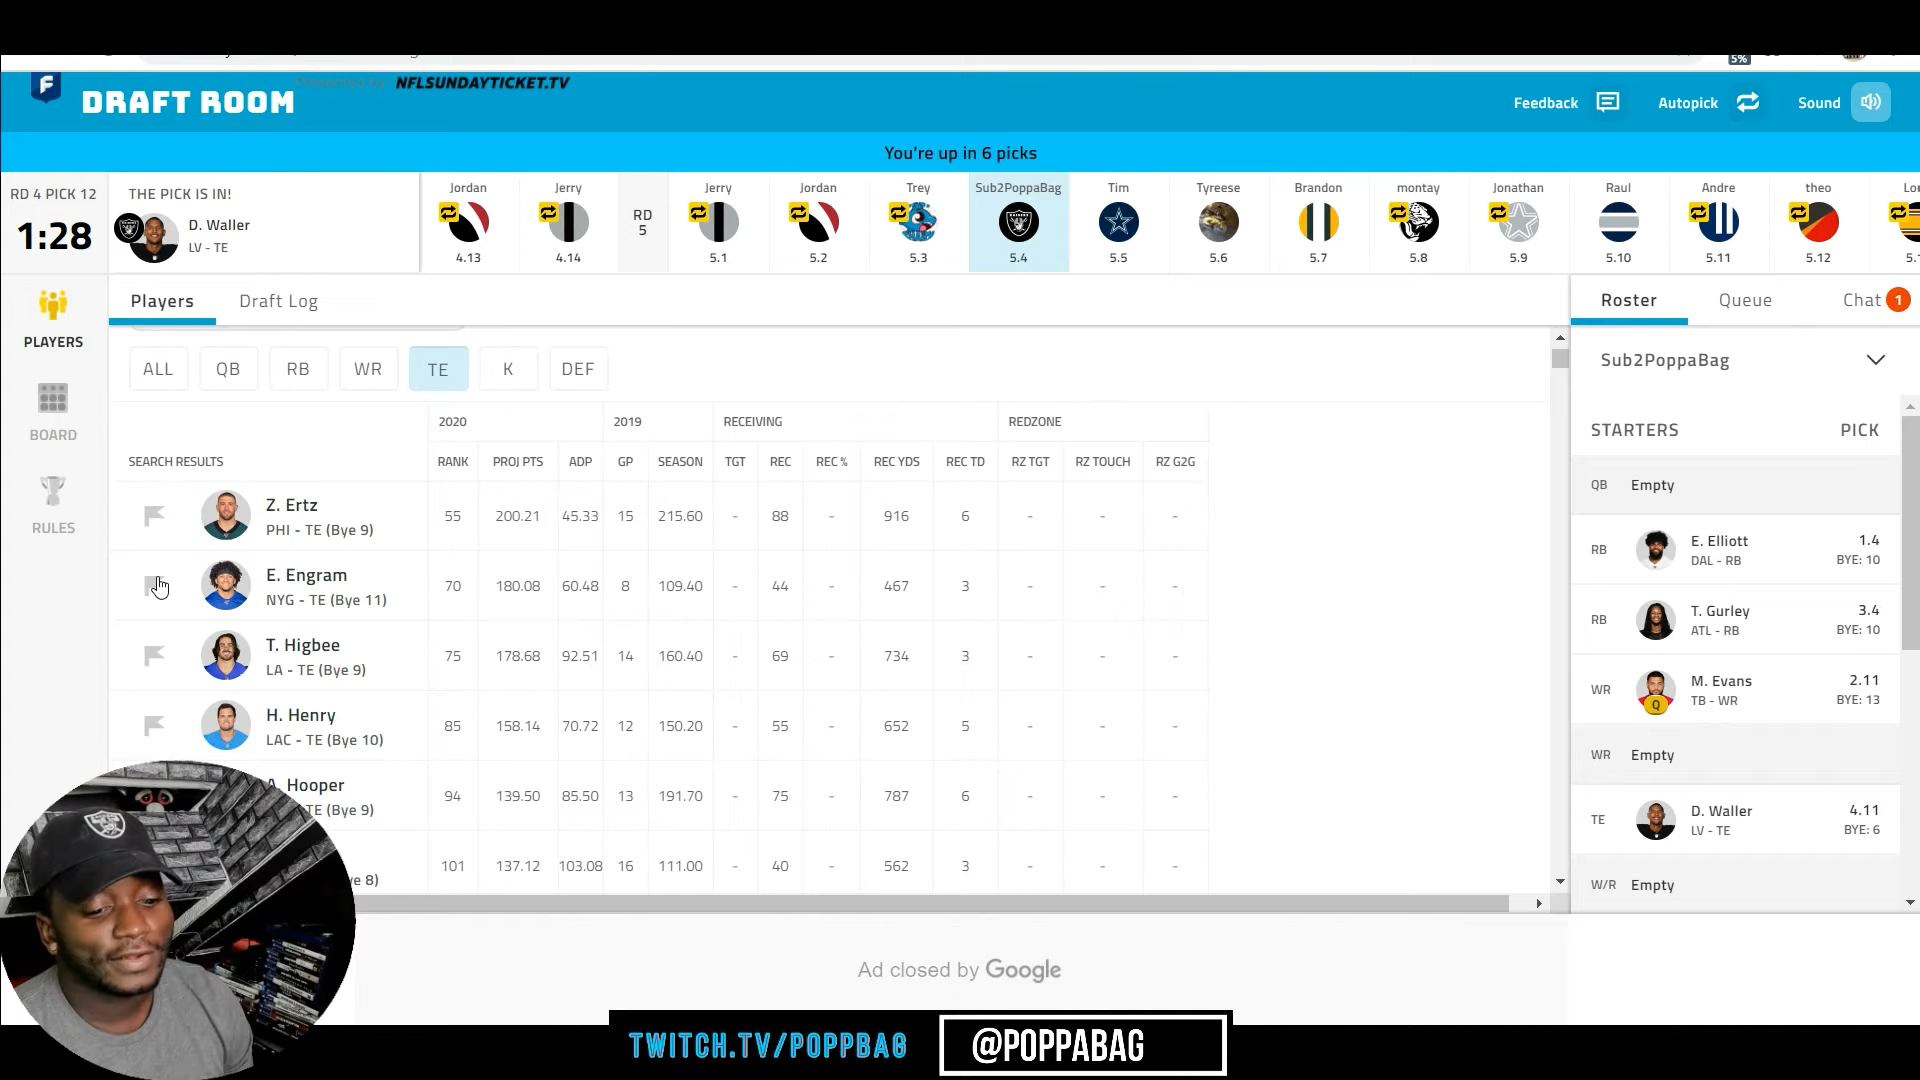 5%
F
DRAFT ROOM
Presented by NFLSUNDAYTICKET.TV
Feedback
Autopick
Sound
You're up in 6 picks
RD 4 PICK 12
1:28
THE PICK IS IN!
D. Waller
LV - TE
Jordan
4.13
Jerry
4.14
RD
5
Jerry
5.1
Jordan
5.2
Trey
5.3
Sub2PoppaBag
5.4
Tim
5.5
Tyreese
5.6
Brandon
5.7
montay
5.8
Jonathan
5.9
Raul
5.10
Andre
5.11
theo
5.12
PLAYERS
BOARD
RULES
Players
Draft Log
ALL
QB
RB
WR
TE
K
DEF
2020
2019
RECEIVING
REDZONE
SEARCH RESULTS
RANK
PROJ PTS
ADP
GP
SEASON
TGT
REC
REC %
REC YDS
REC TD
RZ TGT
RZ TOUCH
RZ G2G
Z. Ertz
PHI - TE (Bye 9)
55 200.21 45.33 15 215.60 - 88 - 916 6 - - -
E. Engram
NYG - TE (Bye 11)
70 180.08 60.48 8 109.40 - 44 - 467 3 - - -
T. Higbee
LA - TE (Bye 9)
75 178.68 92.51 14 160.40 - 69 - 734 3 - - -
H. Henry
LAC - TE (Bye 10)
85 158.14 70.72 12 150.20 - 55 - 652 5 - - -
Hooper
TE (Bye 9)
94 139.50 85.50 13 191.70 - 75 - 787 6 - - -
101 137.12 103.08 16 111.00 - 40 - 562 3 - - -
ye 8)
Roster
Queue
Chat 1
Sub2PoppaBag
STARTERS
PICK
QB Empty
RB
E. Elliott
DAL - RB
1.4
BYE: 10
RB
T. Gurley
ATL - RB
3.4
BYE: 10
WR
Q
M. Evans
TB - WR
2.11
BYE: 13
WR Empty
TE
D. Waller
LV - TE
4.11
BYE: 6
W/R Empty
Ad closed by Google
TWITCH.TV/POPPBAG
@POPPABAG